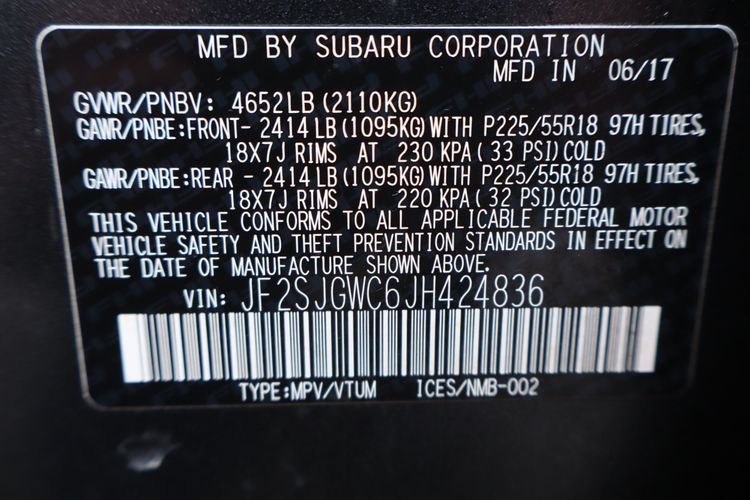 MFD BY SUBARU CORPORATION
MFD IN 06/17
GVWR/PNBV: 4652LB (2110KG)
GAWR/PNBE:FRONT- 2414 LB (1095KG) WITH P225/55R18 97H TIRES,
18X7J RIMS AT 230 KPA ( 33 PSI) COLD
GAWR/PNBE:REAR - 2414 LB (1095KG) WITH P225/55R18 97H TIRES,
18X7J RIMS AT 220 KPA ( 32 PSI) COLD
THIS VEHICLE CONFORMS TO ALL APPLICABLE FEDERAL MOTOR
VEHICLE SAFETY AND THEFT PREVENTION STANDARDS IN EFFECT ON
THE DATE OF MANUFACTURE SHOWN ABOVE.
VIN: JF2SJGWC6JH424836
TYPE:MPV/VTUM ICES/NMB-002